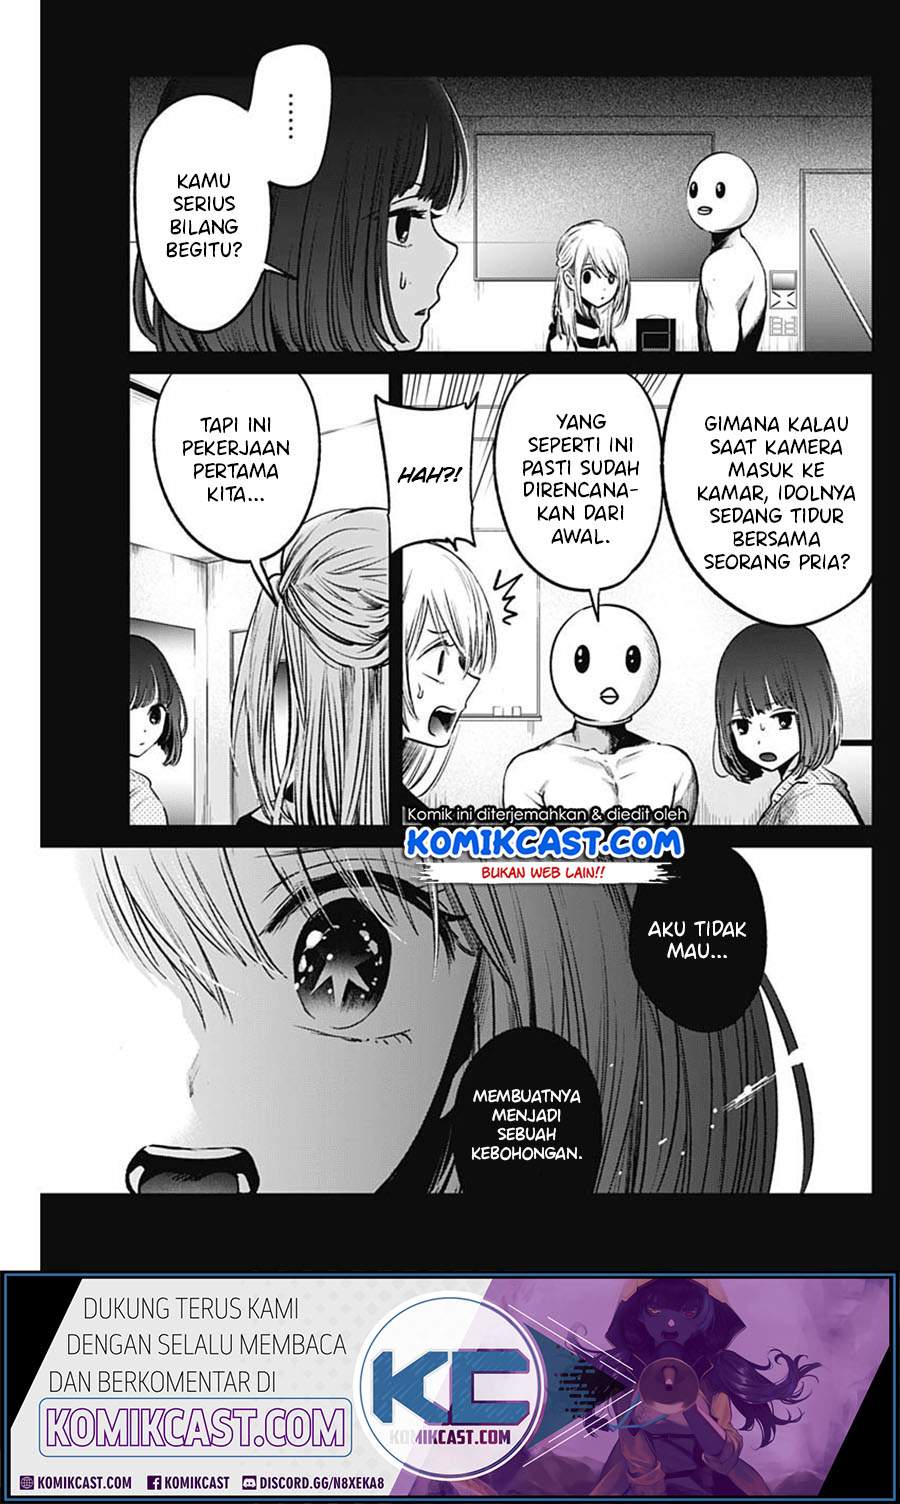 .......
KAMU
SERIUS
BILANG
BEGITU?
GIMANA KALAU
SAAT KAMERA
MASUK KE
KAMAR, IDOLNYA
SEDANG TIDUR
BERSAMA
SEORANG PRIA?
YANG
SEPERTI INI
PASTI SUDAH
DIRENCANA-
KAN DARI
AWAL.
HAH?!
TAPI INI
PEKERJAAN
PERTAMA
KITA...
Komik ini diterjemahkan & diedit oleh
KOMIKCAST.COM
BUKAN WEB LAIN!!
AKU TIDAK
MAU...
MEMBUATNYA
MENJADI
SEBUAH
KEBOHONGAN.
DUKUNG TERUS KAMI
DENGAN SELALU MEMBACA
DAN BERKOMENTAR DI
KOMIKCAST.COM
KOMIKCAST.COM
KOMIKCAST
DISCORD.GG/N8XEKA8
KC
KOMIKCAST.COM